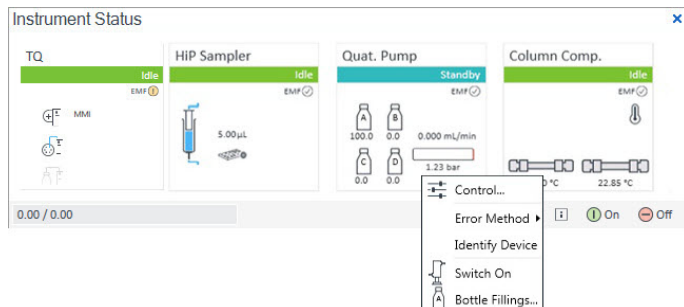 Instrument Status
TQ
Idle
EMF
MMI
HiP Sampler
Idle
EMF
5.00µL
Quat. Pump
Standby
EMF
A B
100.0 0.0 0.000 mL/min
C D
0.0 0.0 1.23 bar
Column Comp.
Idle
EMF
0 °C 22.85 °C
0.00 / 0.00
On Off
Control...
Error Method
Identify Device
Switch On
Bottle Fillings...